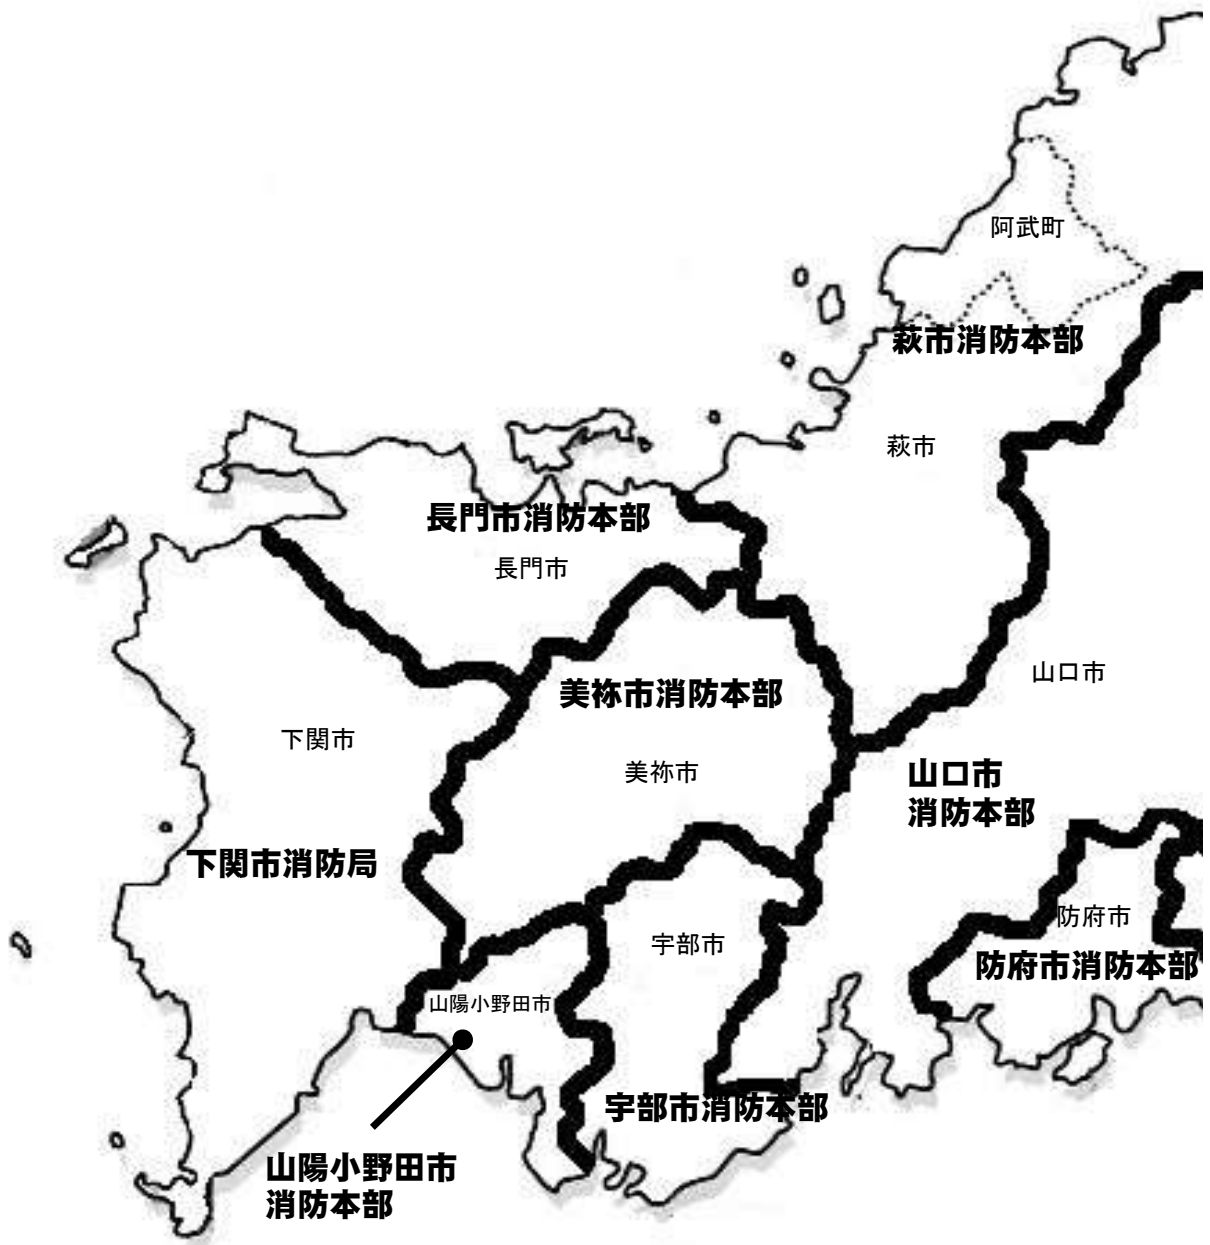 阿武町
萩市消防本部
萩市
長門市消防本部
長門市
山口市
美祢市消防本部
下関市
美祢市
山口市
消防本部
下関市消防局
防府市
宇部市
防府市消防本部
山陽小野田市
宇部市消防本部
山陽小野田市
消防本部